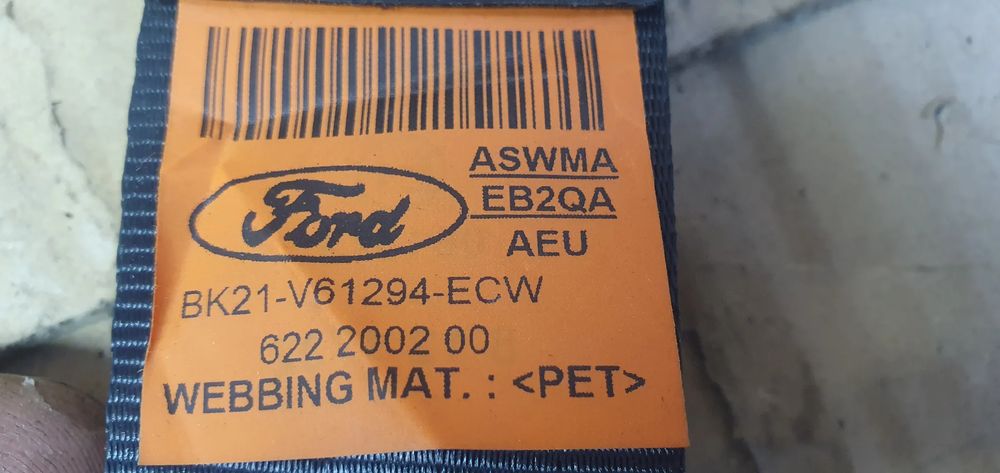 ASWMA
EB2QA
AEU
Ford
BK21-V61294-ECW
622 2002 00
WEBBING MAT. : <PET>